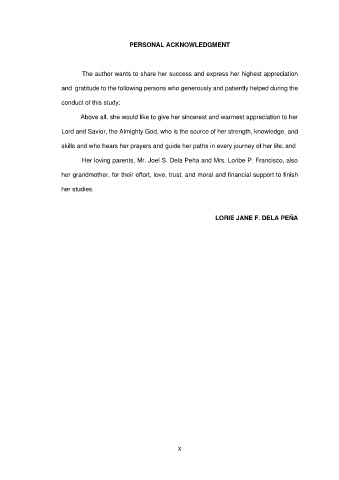 PERSONAL ACKNOWLEDGMENT
The author wants to share her success and express her highest appreciation
and gratitude to the following persons who generously and patiently helped during the
conduct of this study:
Above all, she would like to give her sincerest and warmest appreciation to her
Lord and Savior, the Almighty God, who is the source of her strength, knowledge, and
skills and who hears her prayers and guide her paths in every journey of her life; and
Her loving parents, Mr. Joel S. Dela Peña and Mrs. Loribe P. Francisco, also
her grandmother, for their effort, love, trust, and moral and financial support to finish
her studies.
LORIE JANE F. DELA PEÑA
X